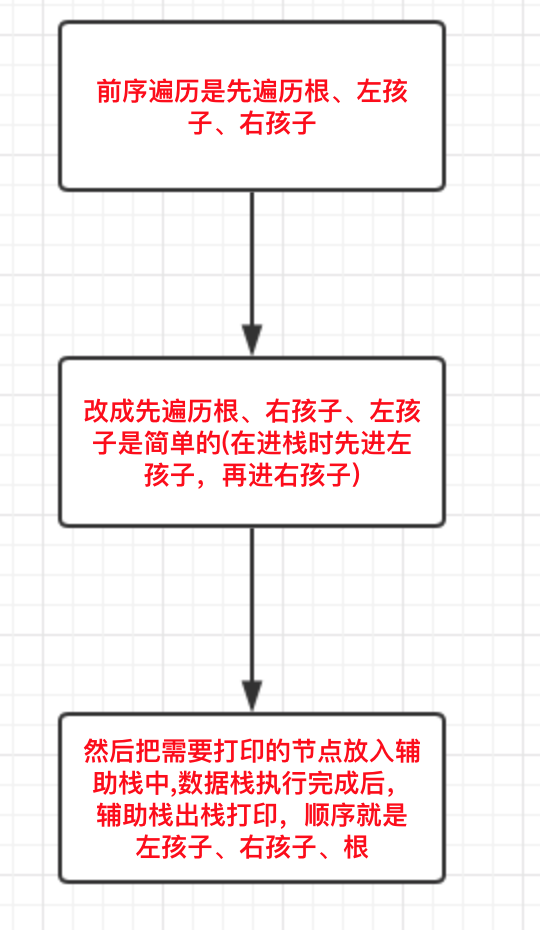 前序遍历是先遍历根、左孩
子、右孩子
改成先遍历根、右孩子、左孩
子是简单的(在进栈时先进左
孩子，再进右孩子)
然后把需要打印的节点放入辅
助栈中,数据栈执行完成后，
辅助栈出栈打印，顺序就是
左孩子、右孩子、根